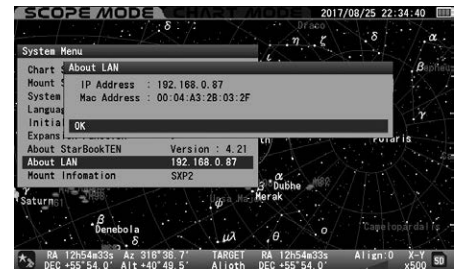 SCOPE MODE CHART MODE 2017/08/25 22:34:40
Draco
δ
η ζ δ α
System Menu
Chart
About LAN
Mount
IP Address : 192.168.0.87
System
Mac Address : 00:04:A3:2B:03:2F
Languag
Initia
OK
γ
About StarBookTEN Version : 4.21
Polaris
About LAN 192.168.0.87
Mount Infomation SXP2
α
Dubhe
β
Merak
γ
Saturn
φ
β
Denebola
δ
μλ
θ
α
Camelopardalis
RA 12h54m33s Az 316°36.7' TARGET RA 12h54m33s Align:0 X-Y
DEC +55°54.0' Alt+40°49.5' Alioth DEC +55°54.0' x500 SD